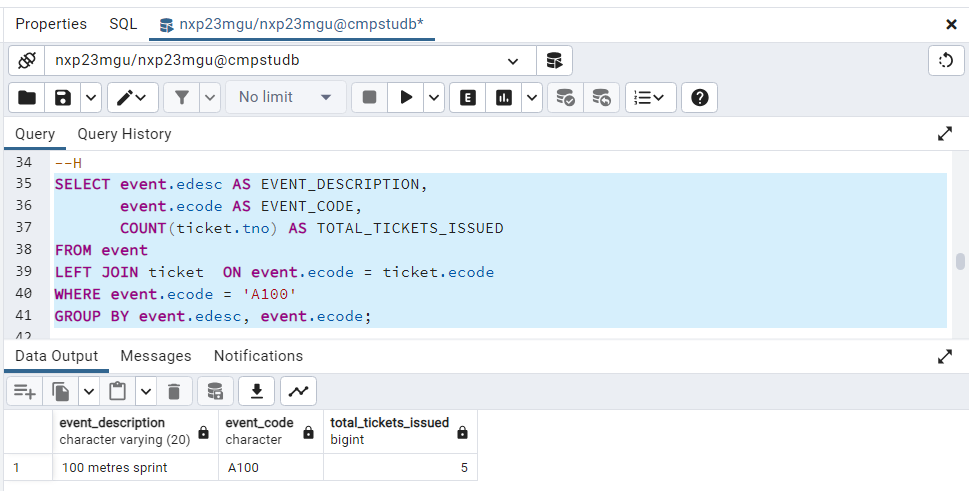 Properties SQL nxp23mgu/nxp23mgu@cmpstudb*
nxp23mgu/nxp23mgu@cmpstudb
No limit
E
Query Query History
34 --H
35 SELECT event.edesc AS EVENT_DESCRIPTION,
36 event.ecode AS EVENT_CODE,
37 COUNT(ticket.tno) AS TOTAL_TICKETS_ISSUED
38 FROM event
39 LEFT JOIN ticket  ON event.ecode = ticket.ecode
40 WHERE event.ecode = 'A100'
41 GROUP BY event.edesc, event.ecode;
42
Data Output Messages Notifications
event_description event_code total_tickets_issued
character varying (20) character bigint
1 100 metres sprint A100 5